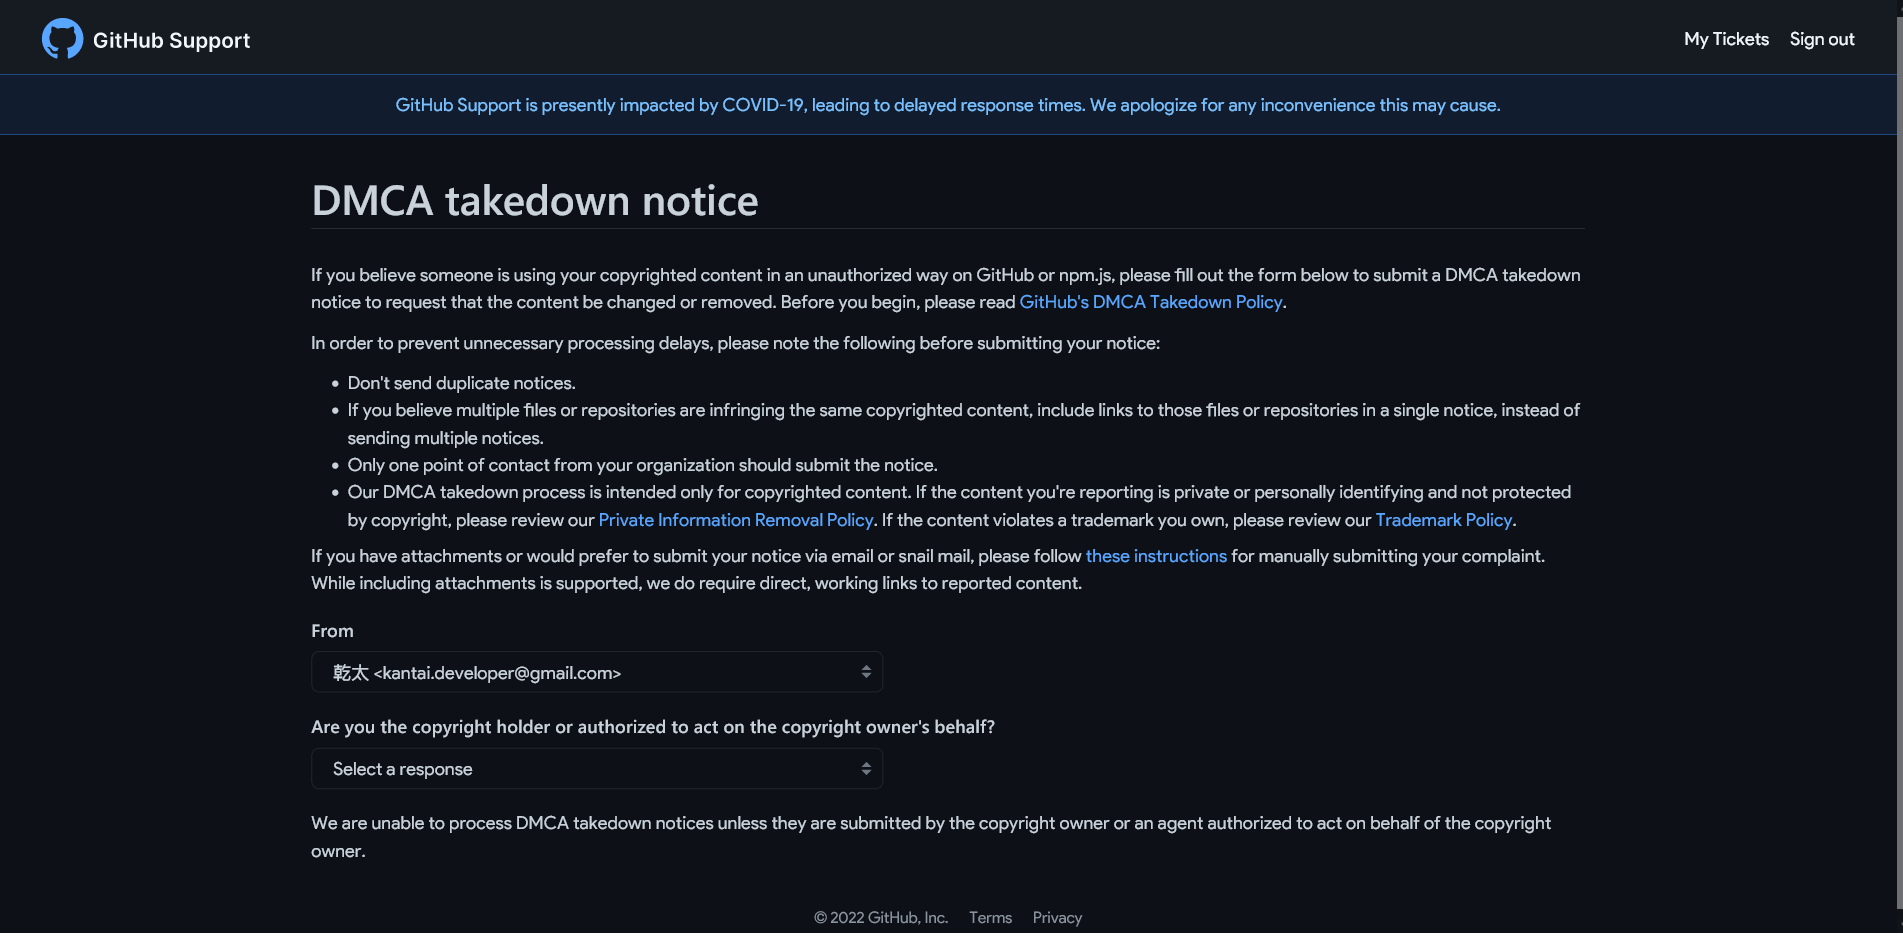 GitHub Support
My Tickets Sign out
GitHub Support is presently impacted by COVID-19, leading to delayed response times. We apologize for any inconvenience this may cause.
DMCA takedown notice
If you believe someone is using your copyrighted content in an unauthorized way on GitHub or npm.js, please fill out the form below to submit a DMCA takedown
notice to request that the content be changed or removed. Before you begin, please read GitHub's DMCA Takedown Policy.
In order to prevent unnecessary processing delays, please note the following before submitting your notice:
• Don't send duplicate notices.
• If you believe multiple files or repositories are infringing the same copyrighted content, include links to those files or repositories in a single notice, instead of
sending multiple notices.
• Only one point of contact from your organization should submit the notice.
• Our DMCA takedown process is intended only for copyrighted content. If the content you're reporting is private or personally identifying and not protected
by copyright, please review our Private Information Removal Policy. If the content violates a trademark you own, please review our Trademark Policy.
If you have attachments or would prefer to submit your notice via email or snail mail, please follow these instructions for manually submitting your complaint.
While including attachments is supported, we do require direct, working links to reported content.
From
乾太 <kantai.developer@gmail.com>
Are you the copyright holder or authorized to act on the copyright owner's behalf?
Select a response
We are unable to process DMCA takedown notices unless they are submitted by the copyright owner or an agent authorized to act on behalf of the copyright
owner.
© 2022 GitHub, Inc. Terms Privacy